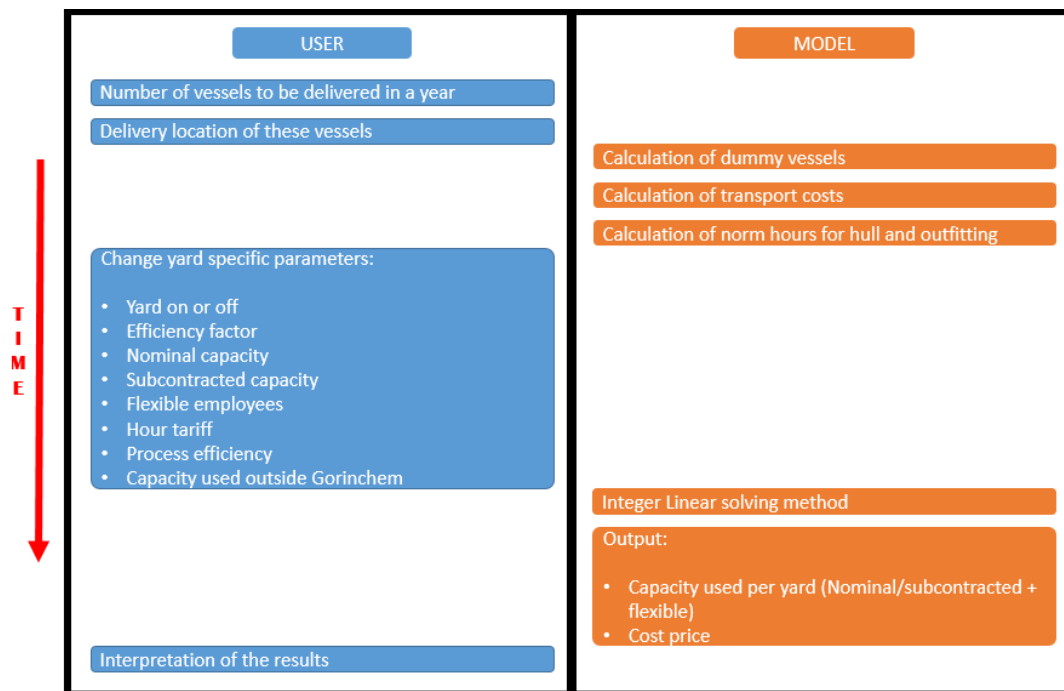 USER
MODEL
Number of vessels to be delivered in a year
Delivery location of these vessels
Calculation of dummy vessels
Calculation of transport costs
Calculation of norm hours for hull and outfitting
Change yard specific parameters:
• Yard on or off
• Efficiency factor
• Nominal capacity
• Subcontracted capacity
• Flexible employees
• Hour tariff
• Process efficiency
• Capacity used outside Gorinchem
T
I
M
E
Integer Linear solving method
Output:
• Capacity used per yard (Nominal/subcontracted +
flexible)
• Cost price
Interpretation of the results